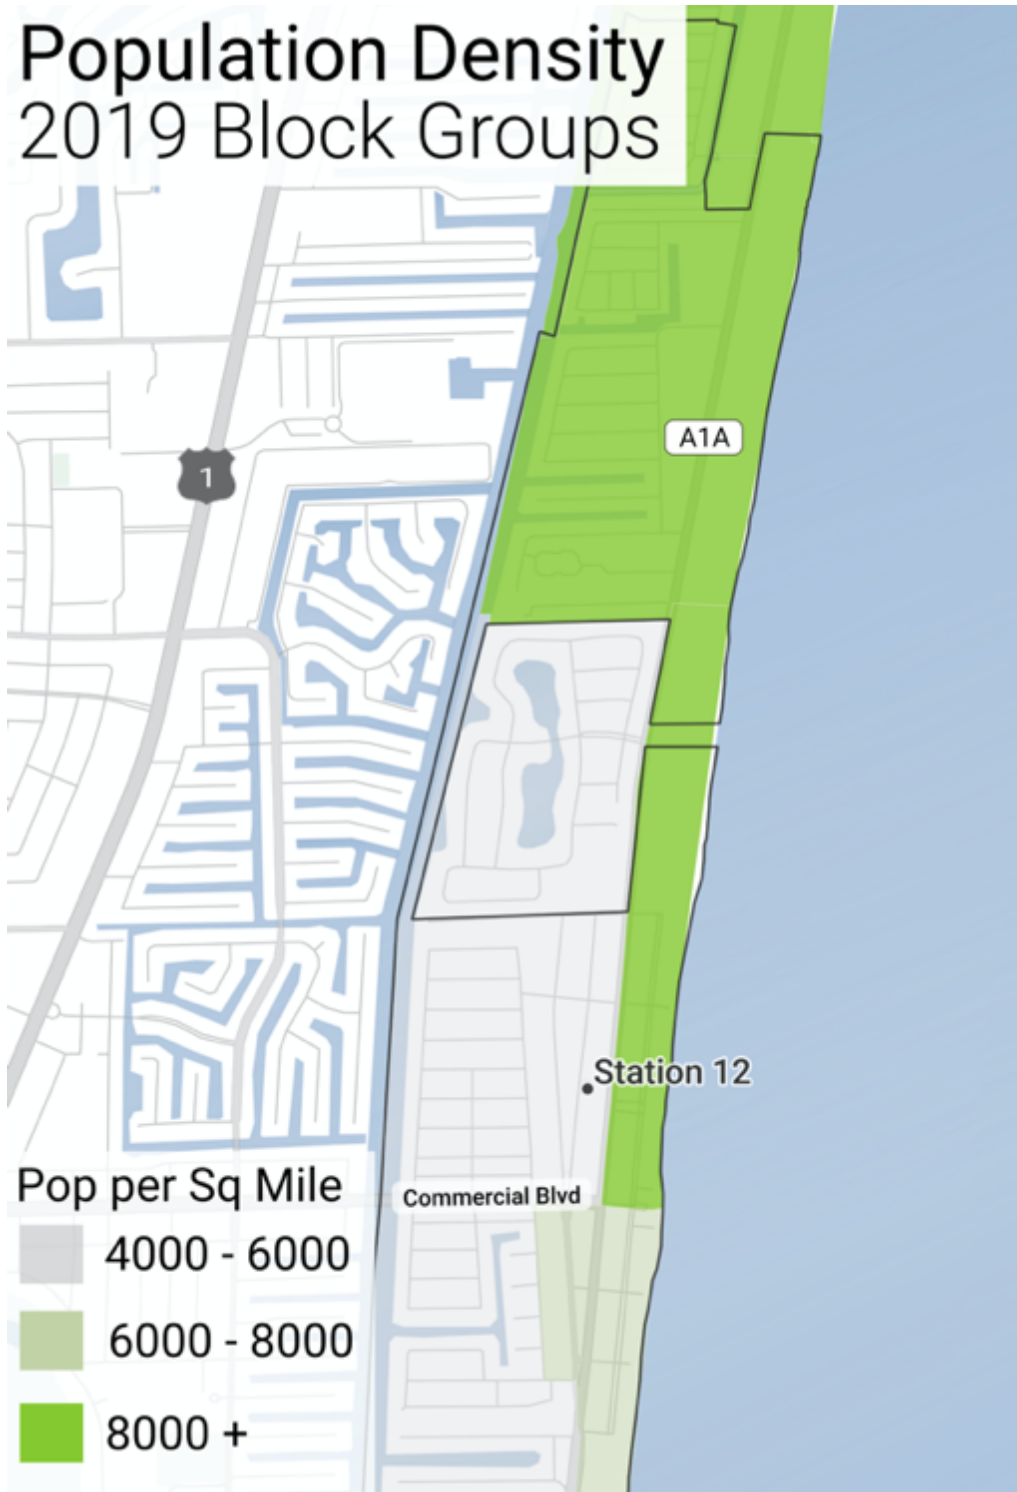 Population Density
2019 Block Groups
A1A
1
Station 12
Commercial Blvd
Pop per Sq Mile
4000 - 6000
6000 - 8000
8000 +